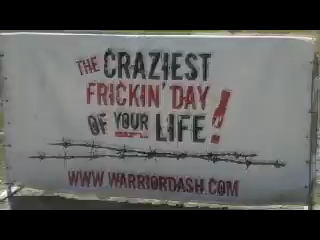 THE CRAZIEST
FRICKIN' DAY
OF YOUR LIFE!
WWW.WARRIORDASH.COM